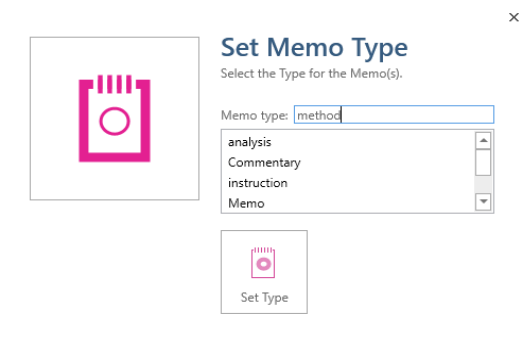 Set Memo Type
Select the Type for the Memo(s).
Memo type: method
analysis
Commentary
instruction
Memo
Set Type